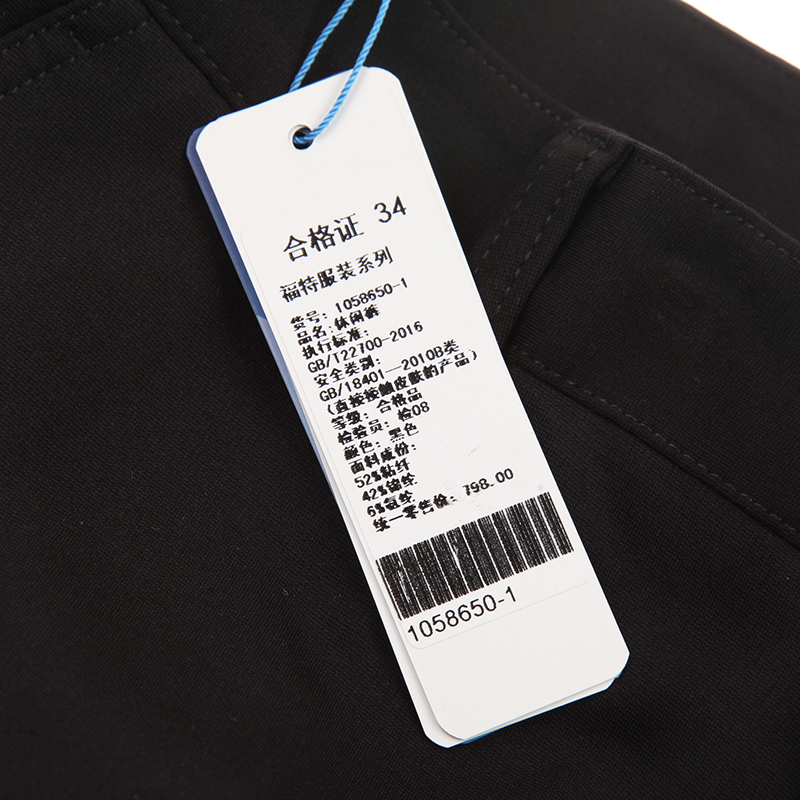 合格证 34
福特服装系列
货号: 1058650-1
品名:休闲裤
执行标准:
GB/T22700-2016
安全类别:
GB/18401—2010B类
(直接接触皮肤的产品)
等级: 合格品
检验员: 检08
颜色: 黑色
面料成份:
52%粘纤
42%锦纶
6%氨纶
统一零售价: 798.00
1058650-1